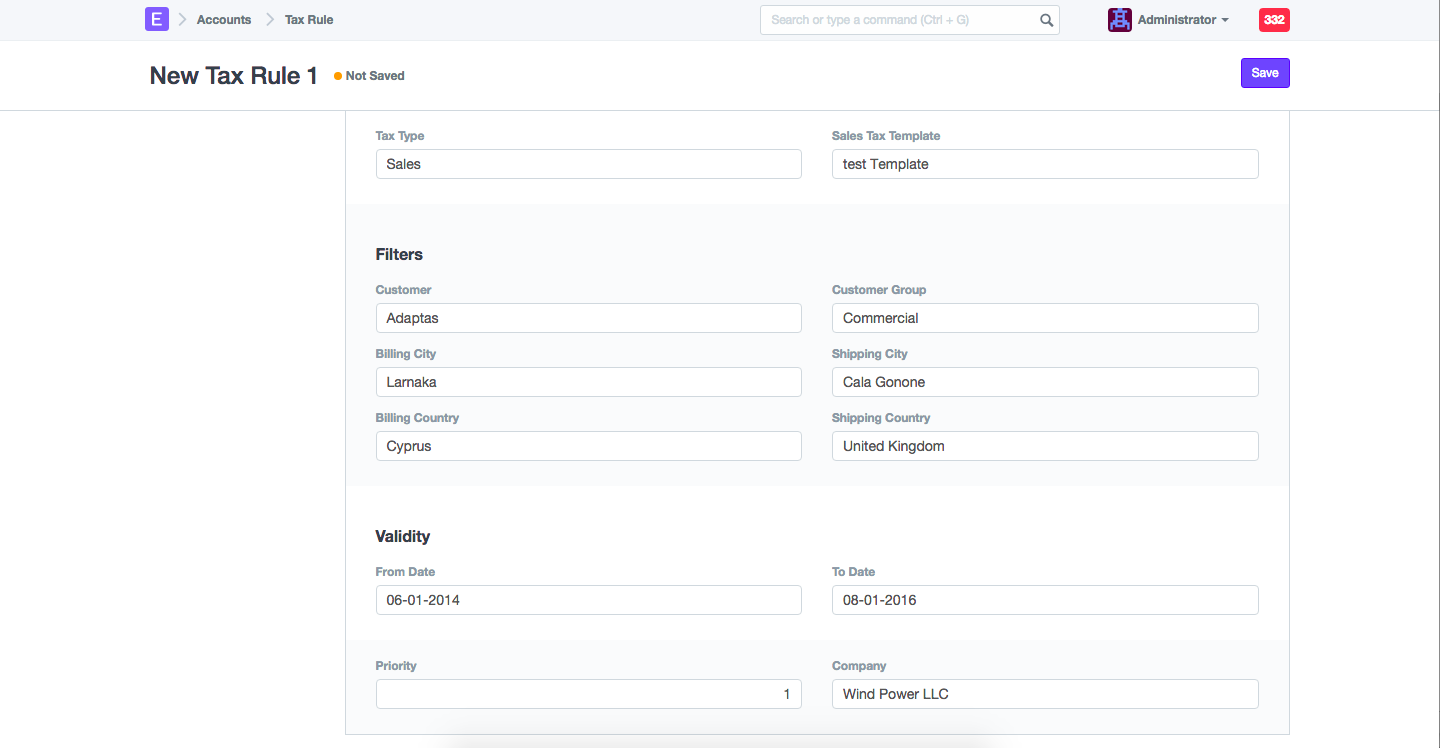 E Accounts Tax Rule Search or type a command (Ctrl + G) Administrator 332
New Tax Rule 1 Not Saved Save
Tax Type Sales Tax Template
Sales test Template
Filters
Customer Customer Group
Adaptas Commercial
Billing City Shipping City
Larnaka Cala Gonone
Billing Country Shipping Country
Cyprus United Kingdom
Validity
From Date To Date
06-01-2014 08-01-2016
Priority Company
1 Wind Power LLC